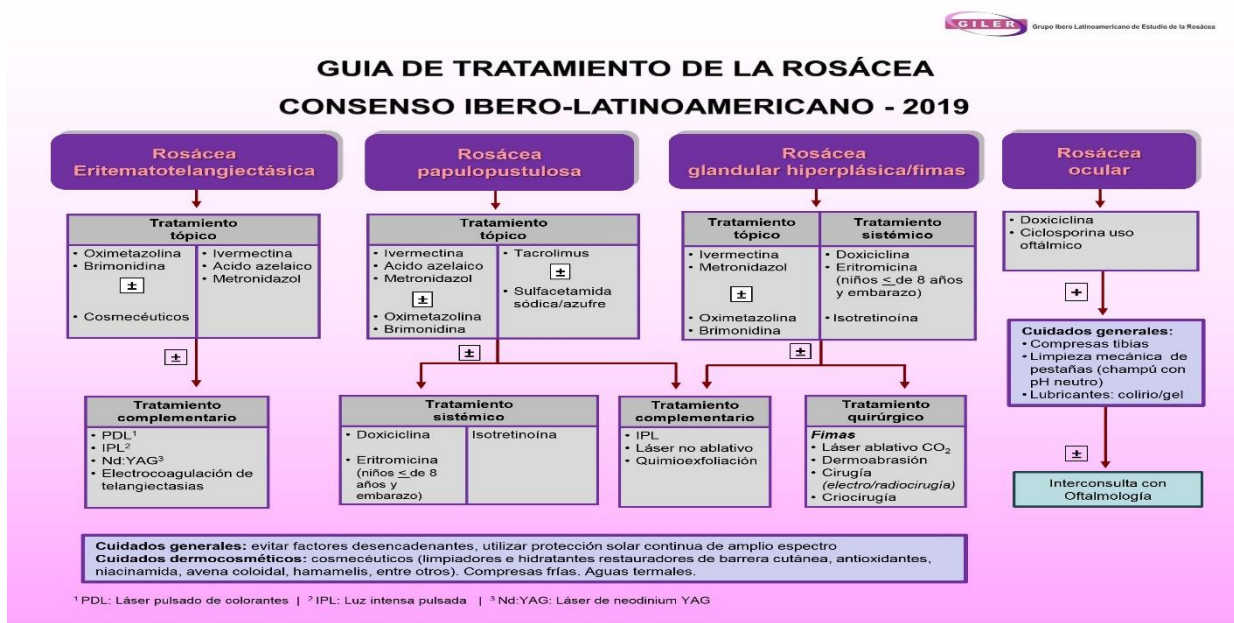 GILER Grupo Ibero Latinoamericano de Estudio de la Rosácea
GUIA DE TRATAMIENTO DE LA ROSÁCEA
CONSENSO IBERO-LATINOAMERICANO - 2019
Rosácea
Eritematotelangiectásica
Tratamiento
tópico
• Oximetazolina
• Brimonidina
±
• Cosmecéuticos
• Ivermectina
• Acido azelaico
• Metronidazol
±
Tratamiento
complementario
• PDL¹
• IPL²
• Nd:YAG³
• Electrocoagulación de
telangiectasias
Rosácea
papulopustulosa
Tratamiento
tópico
• Ivermectina
• Acido azelaico
• Metronidazol
±
• Oximetazolina
• Brimonidina
• Tacrolimus
±
• Sulfacetamida
sódica/azufre
±
Tratamiento
sistémico
• Doxiciclina
• Eritromicina
(niños < de 8
años y
embarazo)
Isotretinoína
Rosácea
glandular hiperplásica/fimas
Tratamiento
tópico
• Ivermectina
• Metronidazol
±
• Oximetazolina
• Brimonidina
Tratamiento
sistémico
• Doxiciclina
• Eritromicina
(niños < de 8 años
y embarazo)
• Isotretinoína
±
Tratamiento
complementario
• IPL
• Láser no ablativo
• Quimioexfoliación
Tratamiento
quirúrgico
Fimas
• Láser ablativo CO₂
• Dermoabrasión
• Cirugía
(electro/radiocirugía)
• Criocirugía
Rosácea
ocular
• Doxiciclina
• Ciclosporina uso
oftálmico
+
Cuidados generales:
• Compresas tibias
• Limpieza mecánica de
pestañas (champú con
pH neutro)
• Lubricantes: colirio/gel
±
Interconsulta con
Oftalmología
Cuidados generales: evitar factores desencadenantes, utilizar protección solar continua de amplio espectro
Cuidados dermocosméticos: cosmecéuticos (limpiadores e hidratantes restauradores de barrera cutánea, antioxidantes,
niacinamida, avena coloidal, hamamelis, entre otros). Compresas frías. Aguas termales.
¹ PDL: Láser pulsado de colorantes | ² IPL: Luz intensa pulsada | ³ Nd:YAG: Láser de neodinium YAG